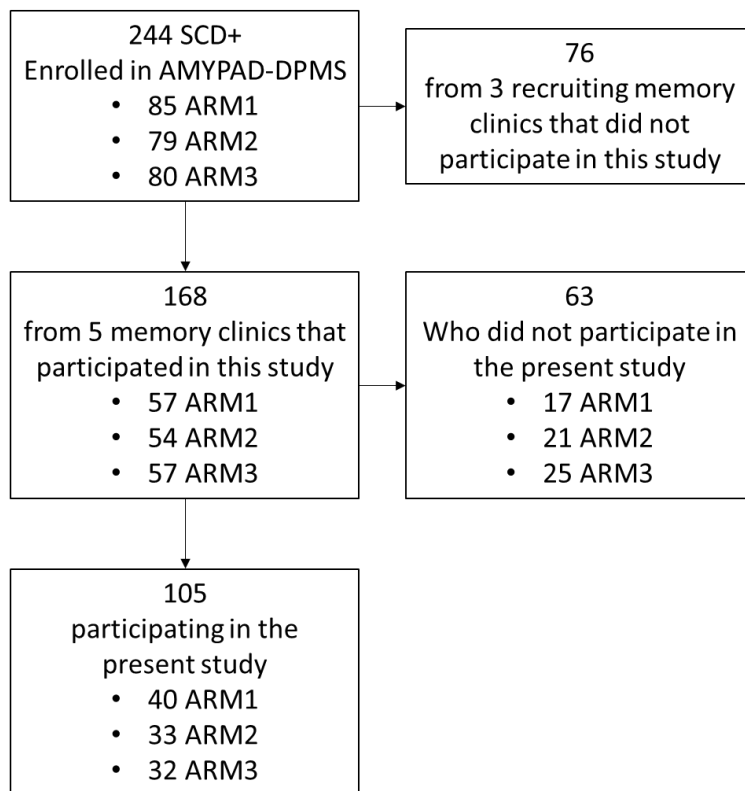 244 SCD+
Enrolled in AMYPAD-DPMS
• 85 ARM1
• 79 ARM2
• 80 ARM3
76
from 3 recruiting memory
clinics that did not
participate in this study
168
from 5 memory clinics that
participated in this study
• 57 ARM1
• 54 ARM2
• 57 ARM3
63
Who did not participate in
the present study
• 17 ARM1
• 21 ARM2
• 25 ARM3
105
participating in the
present study
• 40 ARM1
• 33 ARM2
• 32 ARM3